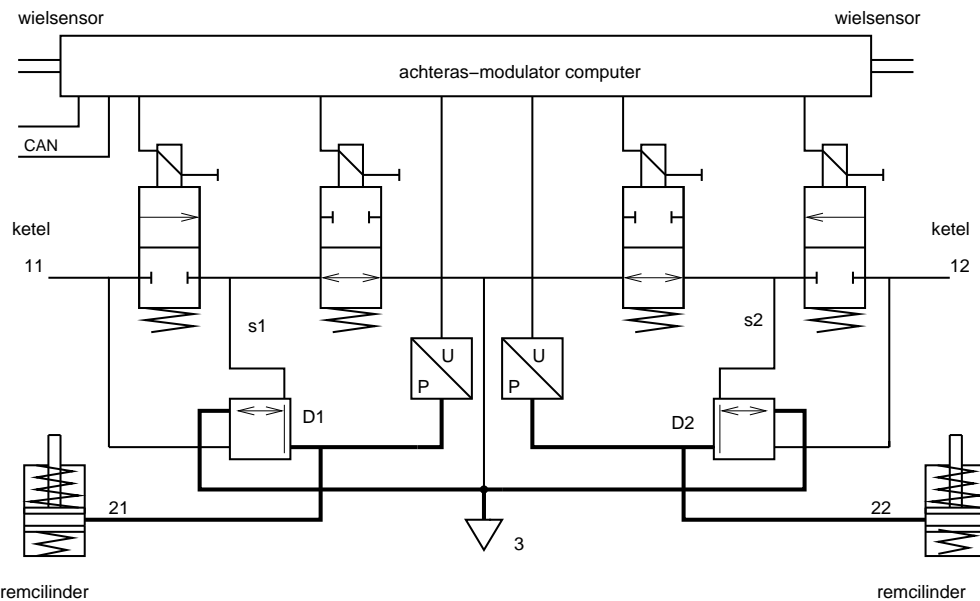 wielsensor
wielsensor
achteras−modulator computer
CAN
ketel
ketel
11
12
s1
s2
U
P
U
P
D1
D2
21
22
3
remcilinder
remcilinder